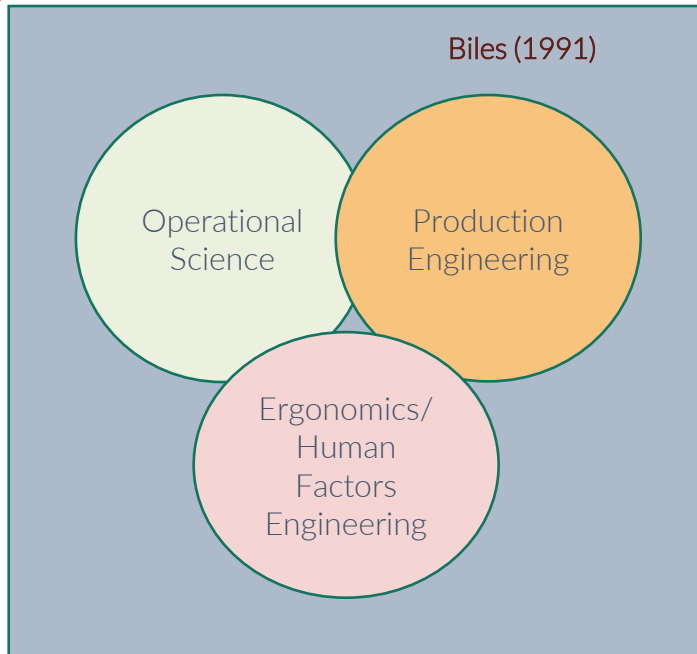 Biles (1991)
Operational
Science
Production
Engineering
Ergonomics/
Human
Factors
Engineering